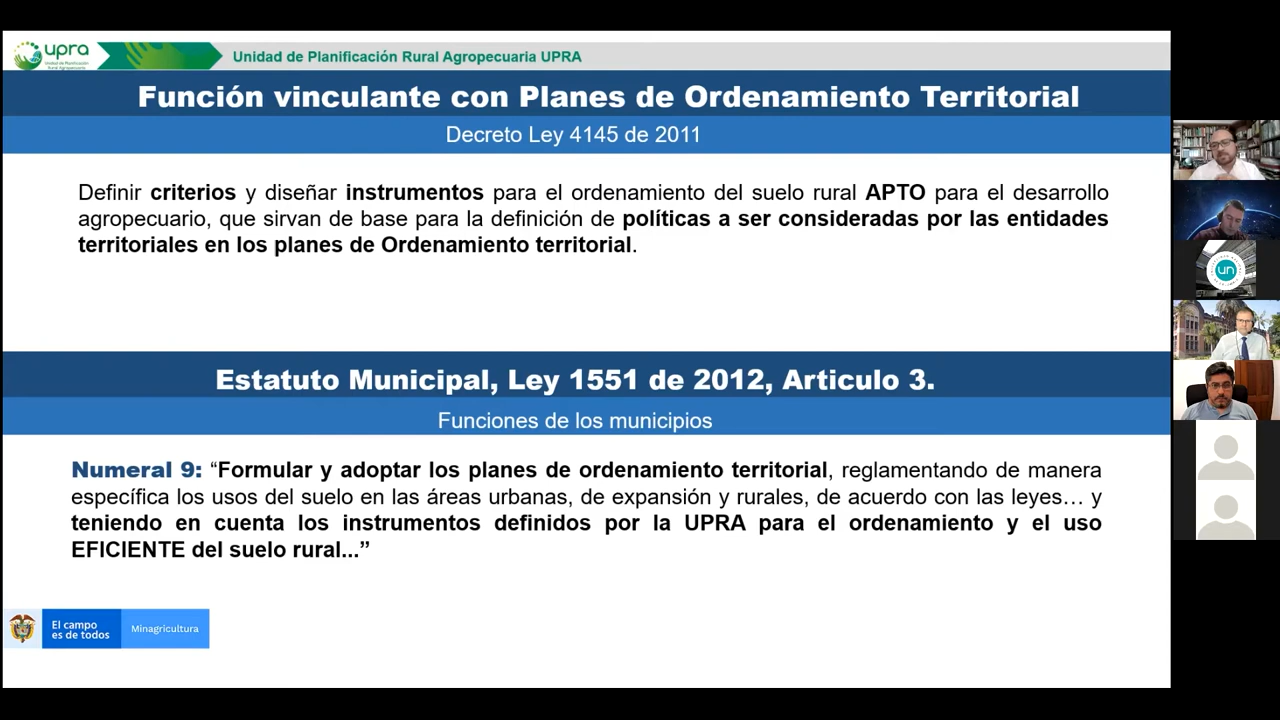 upra
Unidad de Planificación
Rural Agropecuaria
Unidad de Planificación Rural Agropecuaria UPRA
Función vinculante con Planes de Ordenamiento Territorial
Decreto Ley 4145 de 2011
Definir criterios y diseñar instrumentos para el ordenamiento del suelo rural APTO para el desarrollo
agropecuario, que sirvan de base para la definición de políticas a ser consideradas por las entidades
territoriales en los planes de Ordenamiento territorial.
Estatuto Municipal, Ley 1551 de 2012, Articulo 3.
Funciones de los municipios
Numeral 9: “Formular y adoptar los planes de ordenamiento territorial, reglamentando de manera
específica los usos del suelo en las áreas urbanas, de expansión y rurales, de acuerdo con las leyes… y
teniendo en cuenta los instrumentos definidos por la UPRA para el ordenamiento y el uso
EFICIENTE del suelo rural...”
El campo
es de todos
Minagricultura
un